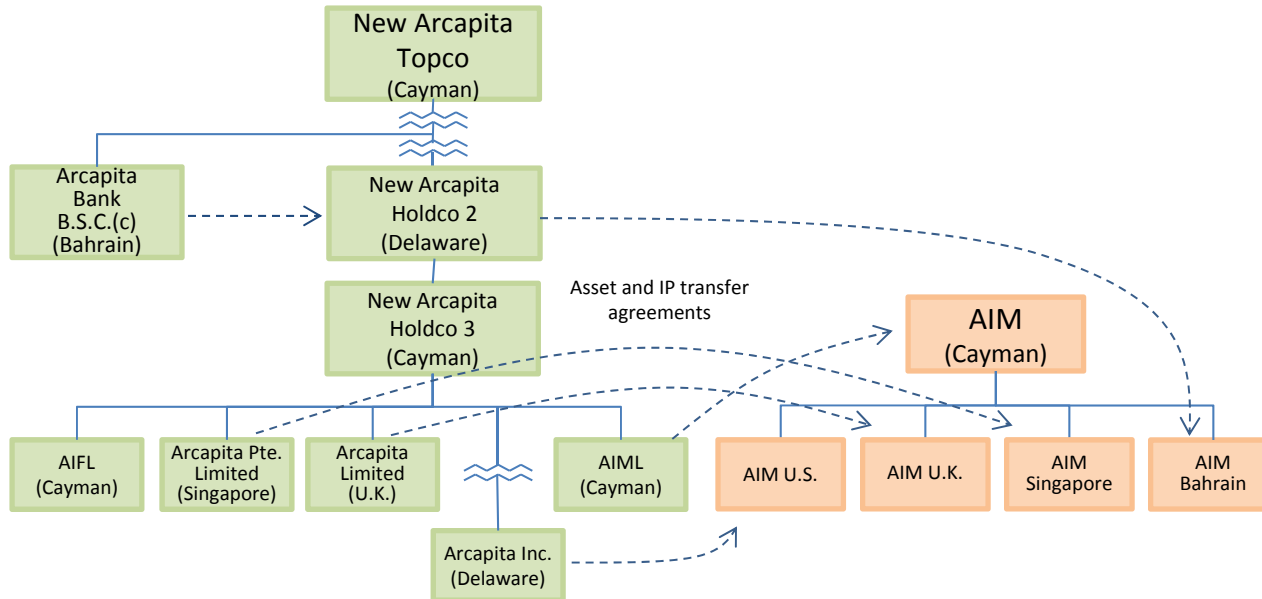 New Arcapita
Topco
(Cayman)
Arcapita
Bank
B.S.C.(c)
(Bahrain)
New Arcapita
Holdco 2
(Delaware)
New Arcapita
Holdco 3
(Cayman)
Asset and IP transfer
agreements
AIM
(Cayman)
AIFL
(Cayman)
Arcapita Pte.
Limited
(Singapore)
Arcapita
Limited
(U.K.)
AIML
(Cayman)
AIM U.S.
AIM U.K.
AIM
Singapore
AIM
Bahrain
Arcapita Inc.
(Delaware)